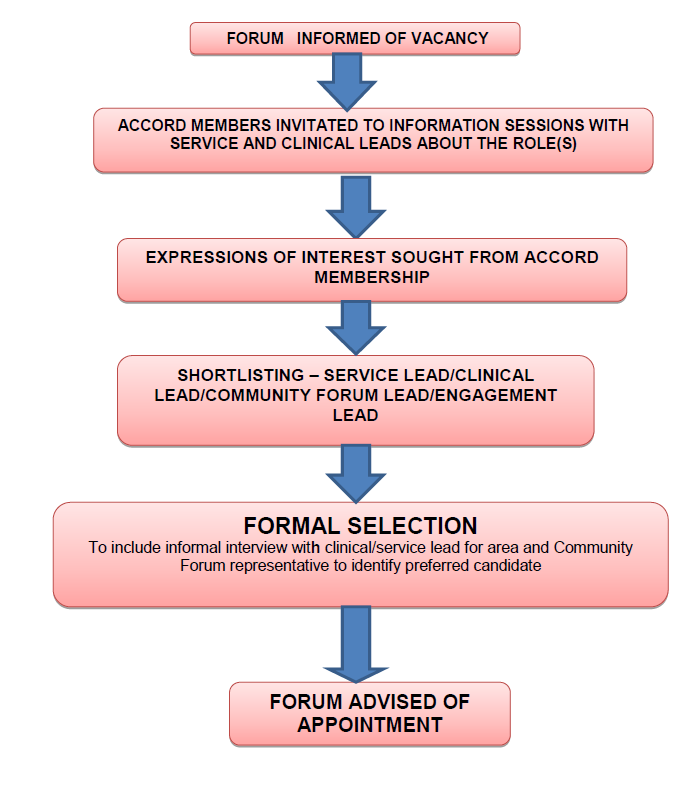 FORUM INFORMED OF VACANCY
ACCORD MEMBERS INVITATED TO INFORMATION SESSIONS WITH
SERVICE AND CLINICAL LEADS ABOUT THE ROLE(S)
EXPRESSIONS OF INTEREST SOUGHT FROM ACCORD
MEMBERSHIP
SHORTLISTING – SERVICE LEAD/CLINICAL
LEAD/COMMUNITY FORUM LEAD/ENGAGEMENT
LEAD
FORMAL SELECTION
To include informal interview with clinical/service lead for area and Community
Forum representative to identify preferred candidate
FORUM ADVISED OF
APPOINTMENT